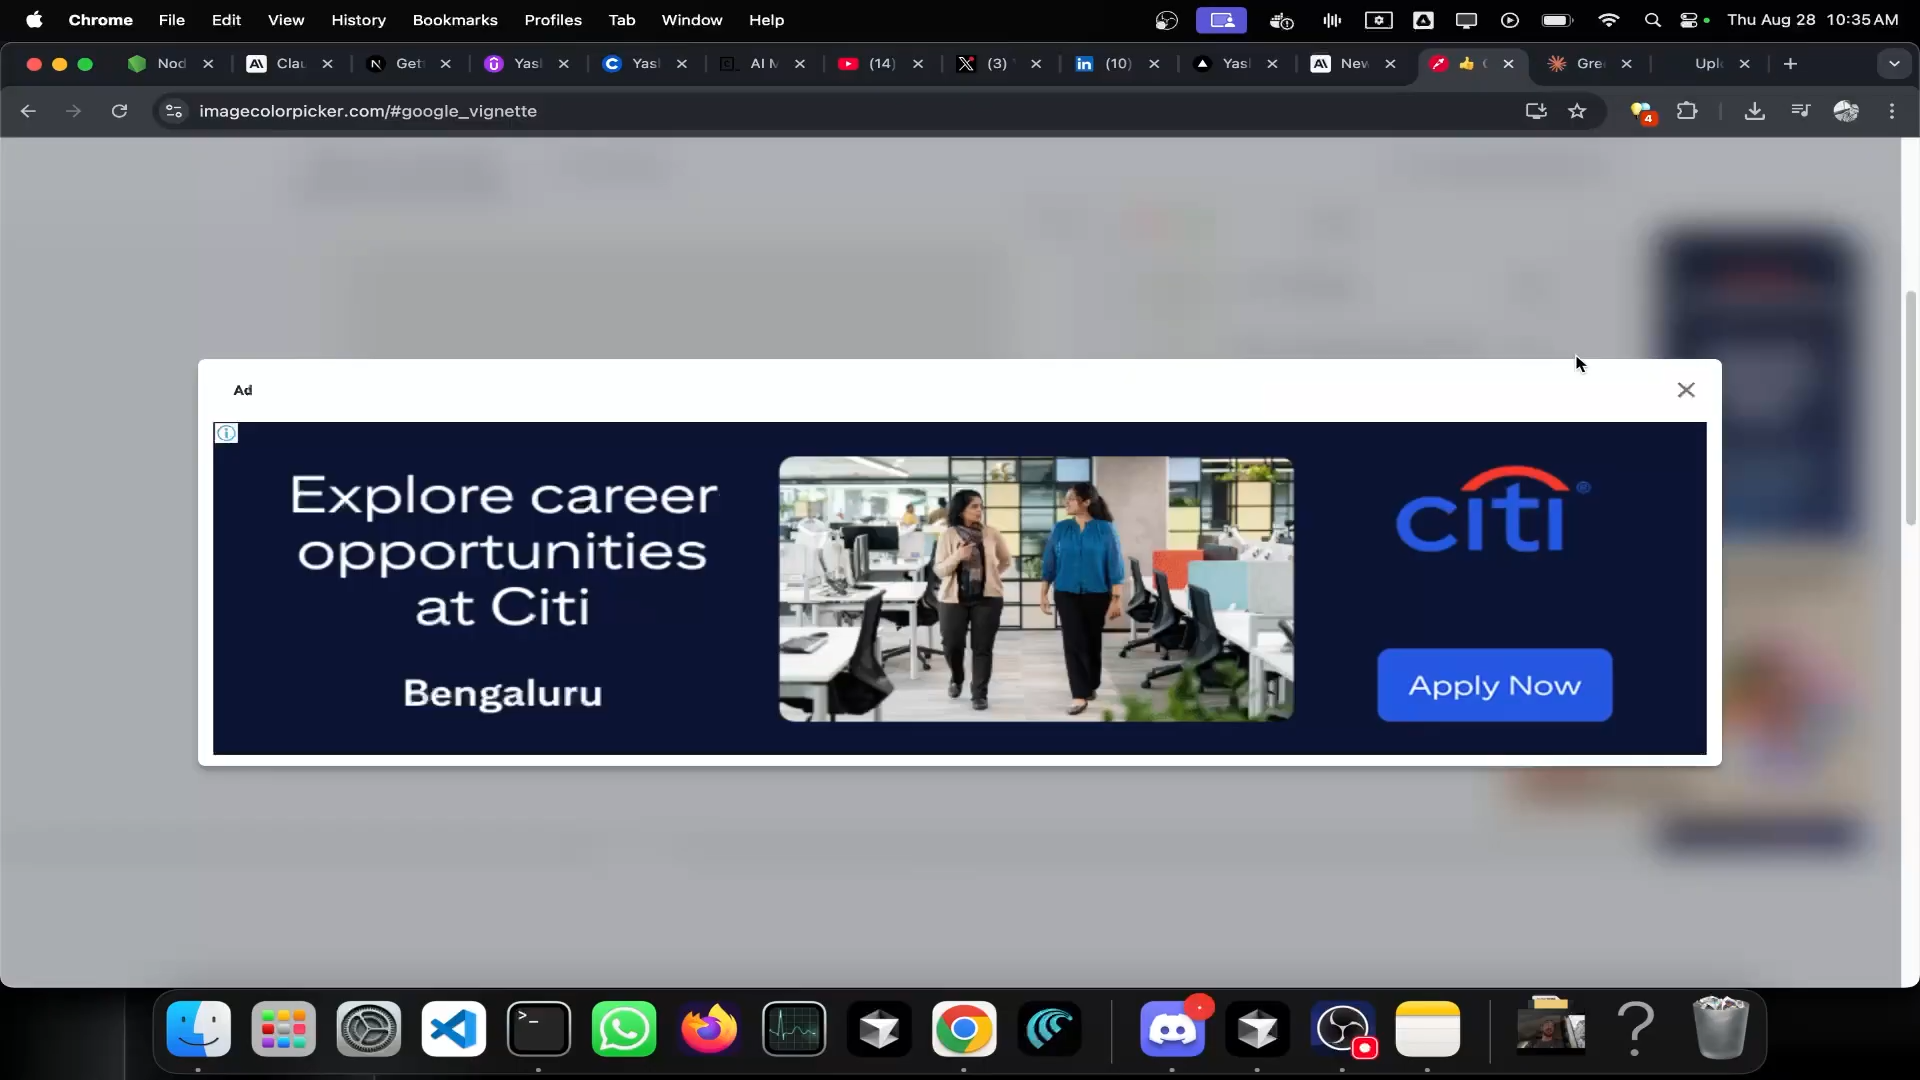 Chrome File Edit View History Bookmarks Profiles Tab Window Help Thu Aug 28 10:35 AM
Nod Clau Get Yasl Yasl AI M (14) (3) (10) Yasl New Gre Upl
imagecolorpicker.com/#google_vignette
4
Ad
Explore career
opportunities
at Citi
Bengaluru
citi®
Apply Now